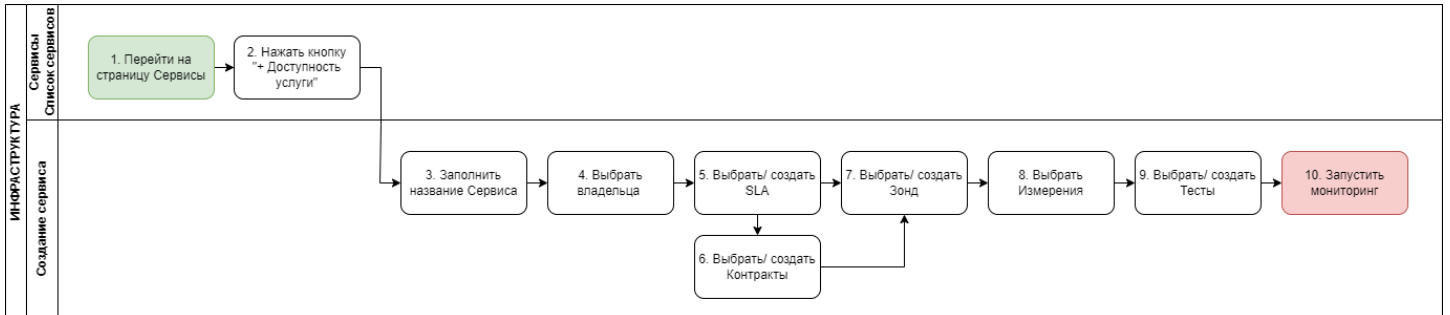 ИНФРАСТРУКТУРА
Сервисы
Список сервисов
1. Перейти на
страницу Сервисы
2. Нажать кнопку
"+ Доступность
услуги"
Создание сервиса
3. Заполнить
название Сервиса
4. Выбрать
владельца
5. Выбрать/ создать
SLA
6. Выбрать/ создать
Контракты
7. Выбрать/ создать
Зонд
8. Выбрать
Измерения
9. Выбрать/ создать
Тесты
10. Запустить
мониторинг